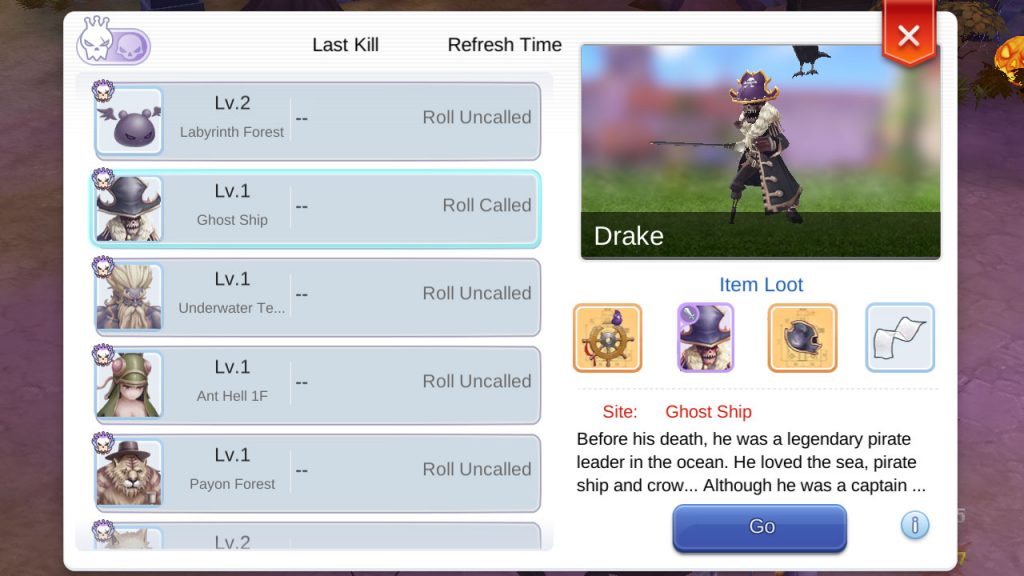 Last Kill
Refresh Time
Lv.2
Labyrinth Forest
--
Roll Uncalled
Lv.1
Ghost Ship
--
Roll Called
Lv.1
Underwater Te...
--
Roll Uncalled
Lv.1
Ant Hell 1F
--
Roll Uncalled
Lv.1
Payon Forest
--
Roll Uncalled
Lv.2
Drake
Item Loot
Site: Ghost Ship
Before his death, he was a legendary pirate
leader in the ocean. He loved the sea, pirate
ship and crow... Although he was a captain ...
Go